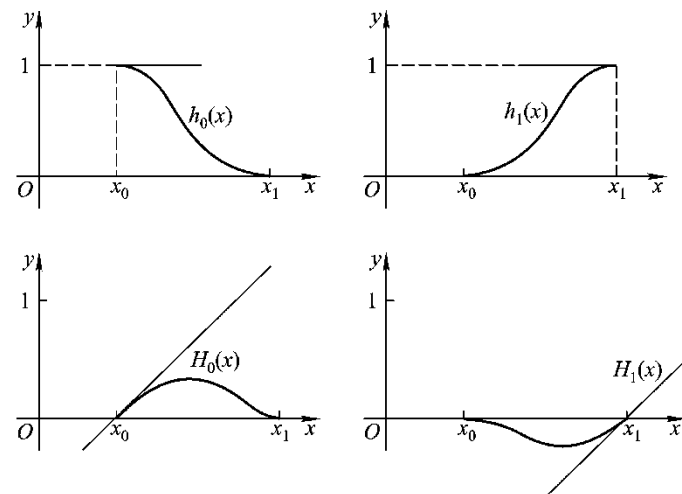 y
1
h₀(x)
O
x₀
x₁
x
y
1
h₁(x)
O
x₀
x₁
x
y
1
H₀(x)
O
x₀
x₁
x
y
1
H₁(x)
O
x₀
x₁
x